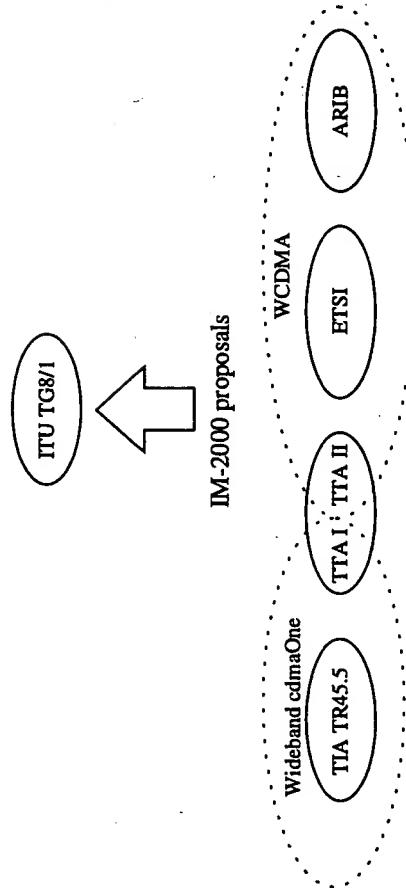 ITU TG8/1
IM-2000 proposals
Wideband cdmaOne
WCDMA
TIA TR45.5
TTA I
TTA II
ETSI
ARIB